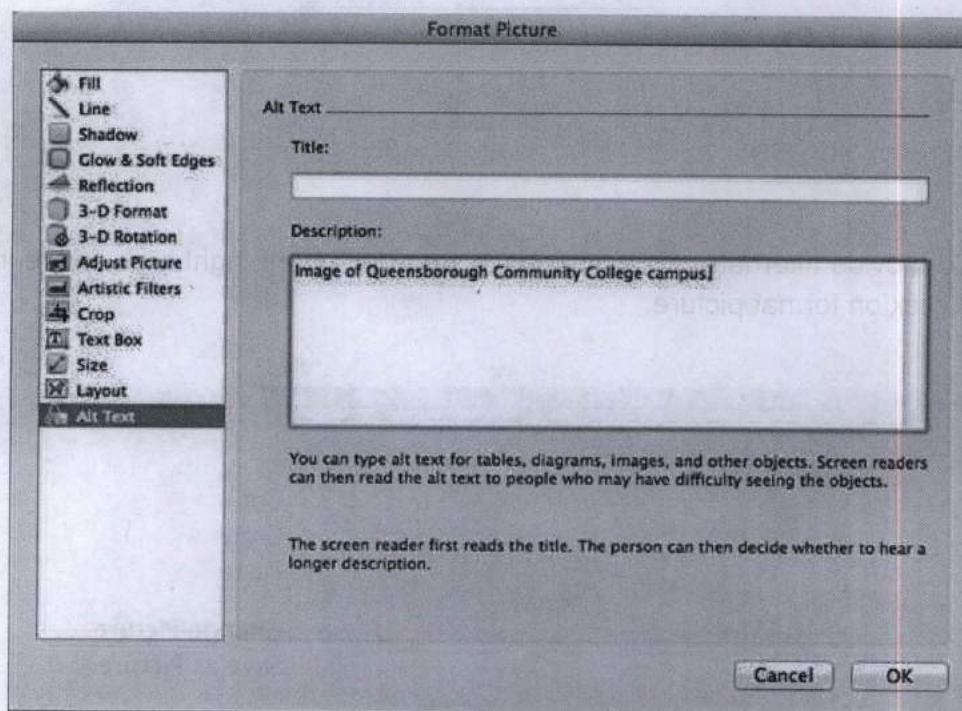 Format Picture
Fill
Line
Shadow
Glow & Soft Edges
Reflection
3-D Format
3-D Rotation
Adjust Picture
Artistic Filters
Crop
Text Box
Size
Layout
Alt Text
Alt Text
Title:
Description:
Image of Queensborough Community College campus.
You can type alt text for tables, diagrams, images, and other objects. Screen readers
can then read the alt text to people who may have difficulty seeing the objects.
The screen reader first reads the title. The person can then decide whether to hear a
longer description.
Cancel
OK